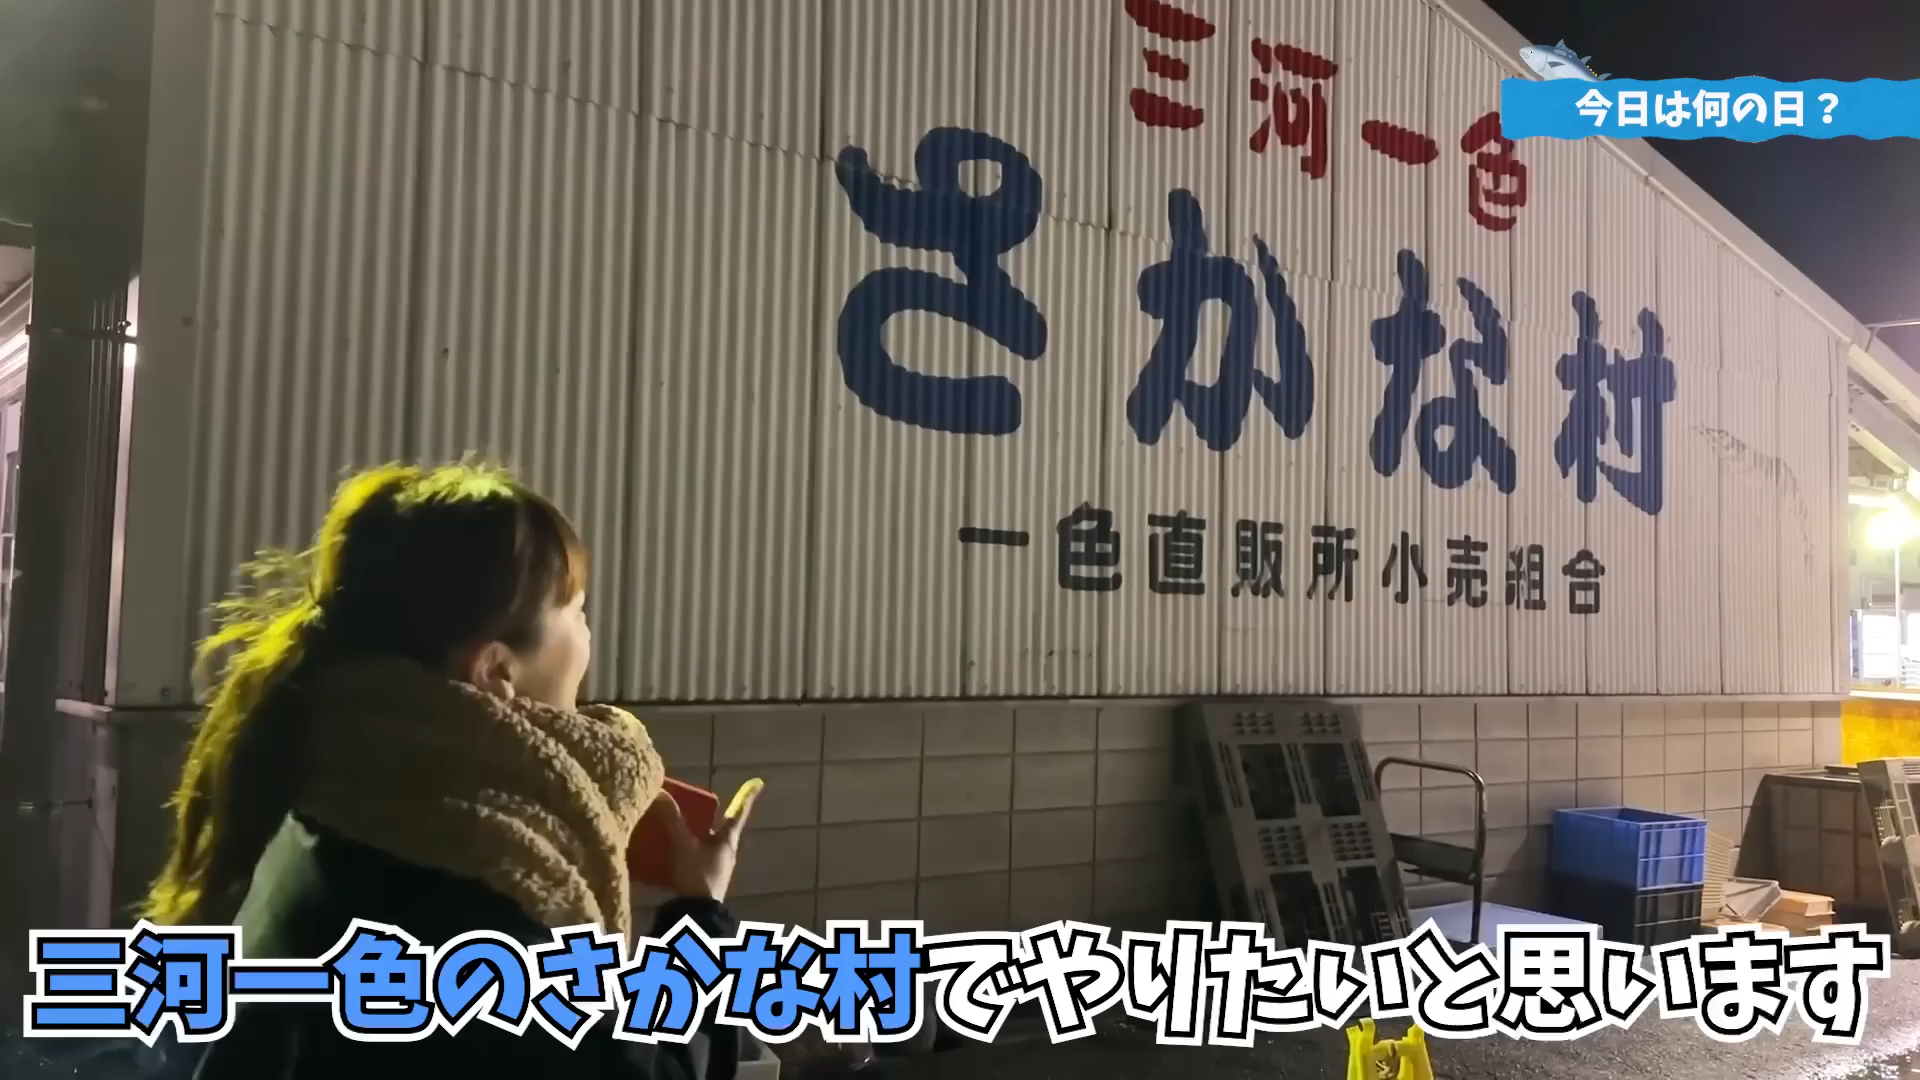 今日は何の日？
三河一色
さかな村
一色直販所小売組合
三河一色のさかな村でやりたいと思います